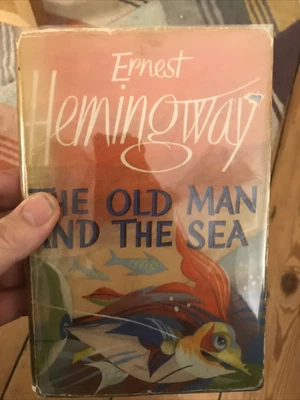 Ernest
Hemingway
THE OLD MAN
AND THE SEA